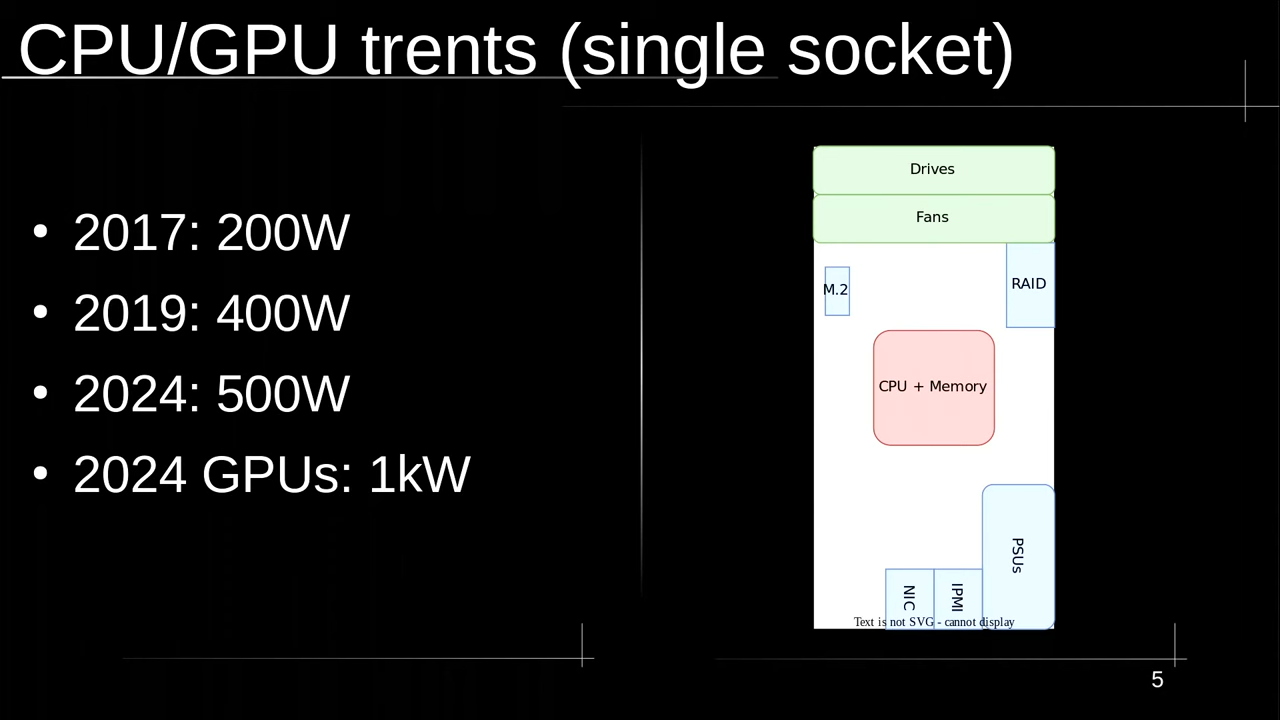 CPU/GPU trents (single socket)
• 2017: 200W
• 2019: 400W
• 2024: 500W
• 2024 GPUs: 1kW
Drives
Fans
M.2
RAID
CPU + Memory
PSUs
NIC
IPMI
Text is not SVG - cannot display
5